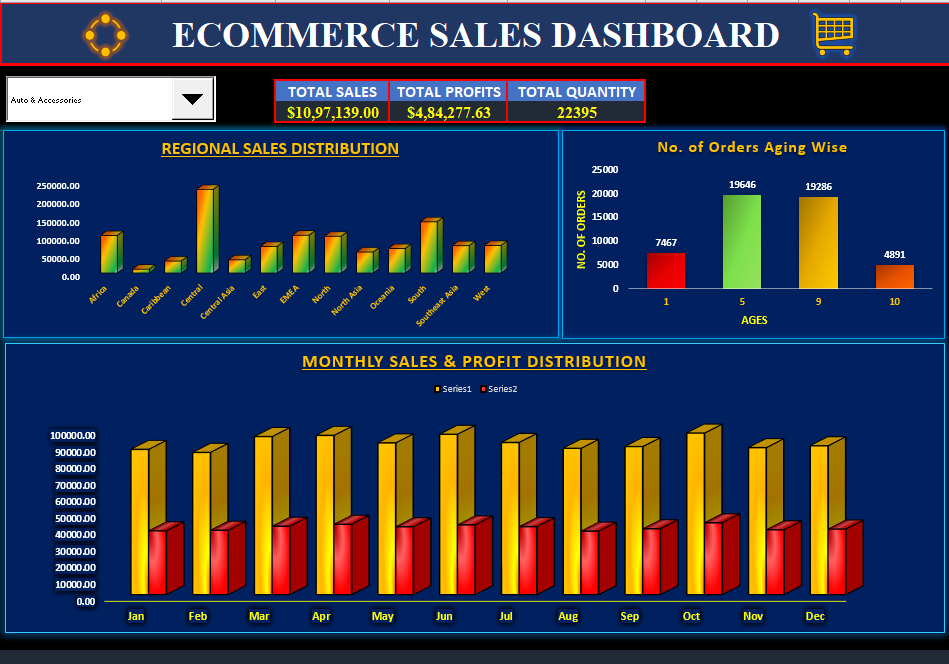 ECOMMERCE SALES DASHBOARD
Auto & Accessories
TOTAL SALES TOTAL PROFITS TOTAL QUANTITY
$10,97,139.00 $4,84,277.63 22395
REGIONAL SALES DISTRIBUTION
250000.00
200000.00
150000.00
100000.00
50000.00
0.00
Africa Canada Caribbean Central Central Asia East EMEA North North Asia Oceania South Southeast Asia West
No. of Orders Aging Wise
NO. OF ORDERS
25000
20000
15000
10000
5000
0
7467 19646 19286 4891
1 5 9 10
AGES
MONTHLY SALES & PROFIT DISTRIBUTION
Series1 Series2
100000.00
90000.00
80000.00
70000.00
60000.00
50000.00
40000.00
30000.00
20000.00
10000.00
0.00
Jan Feb Mar Apr May Jun Jul Aug Sep Oct Nov Dec